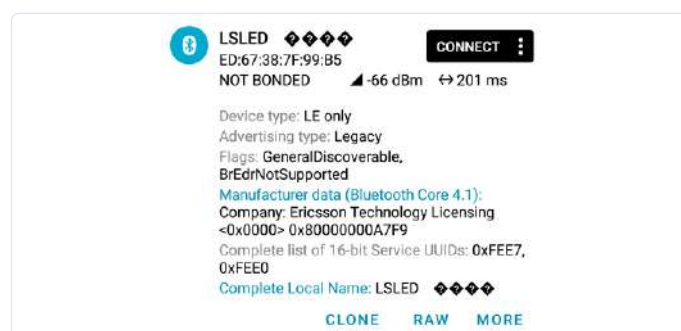 LSLED ����
CONNECT
ED:67:38:7F:99:B5
NOT BONDED -66 dBm ↔201 ms
Device type: LE only
Advertising type: Legacy
Flags: GeneralDiscoverable,
BrEdrNotSupported
Manufacturer data (Bluetooth Core 4.1):
Company: Ericsson Technology Licensing
<0x0000> 0x80000000A7F9
Complete list of 16-bit Service UUIDs: 0xFEE7,
0xFEE0
Complete Local Name: LSLED ����
CLONE RAW MORE